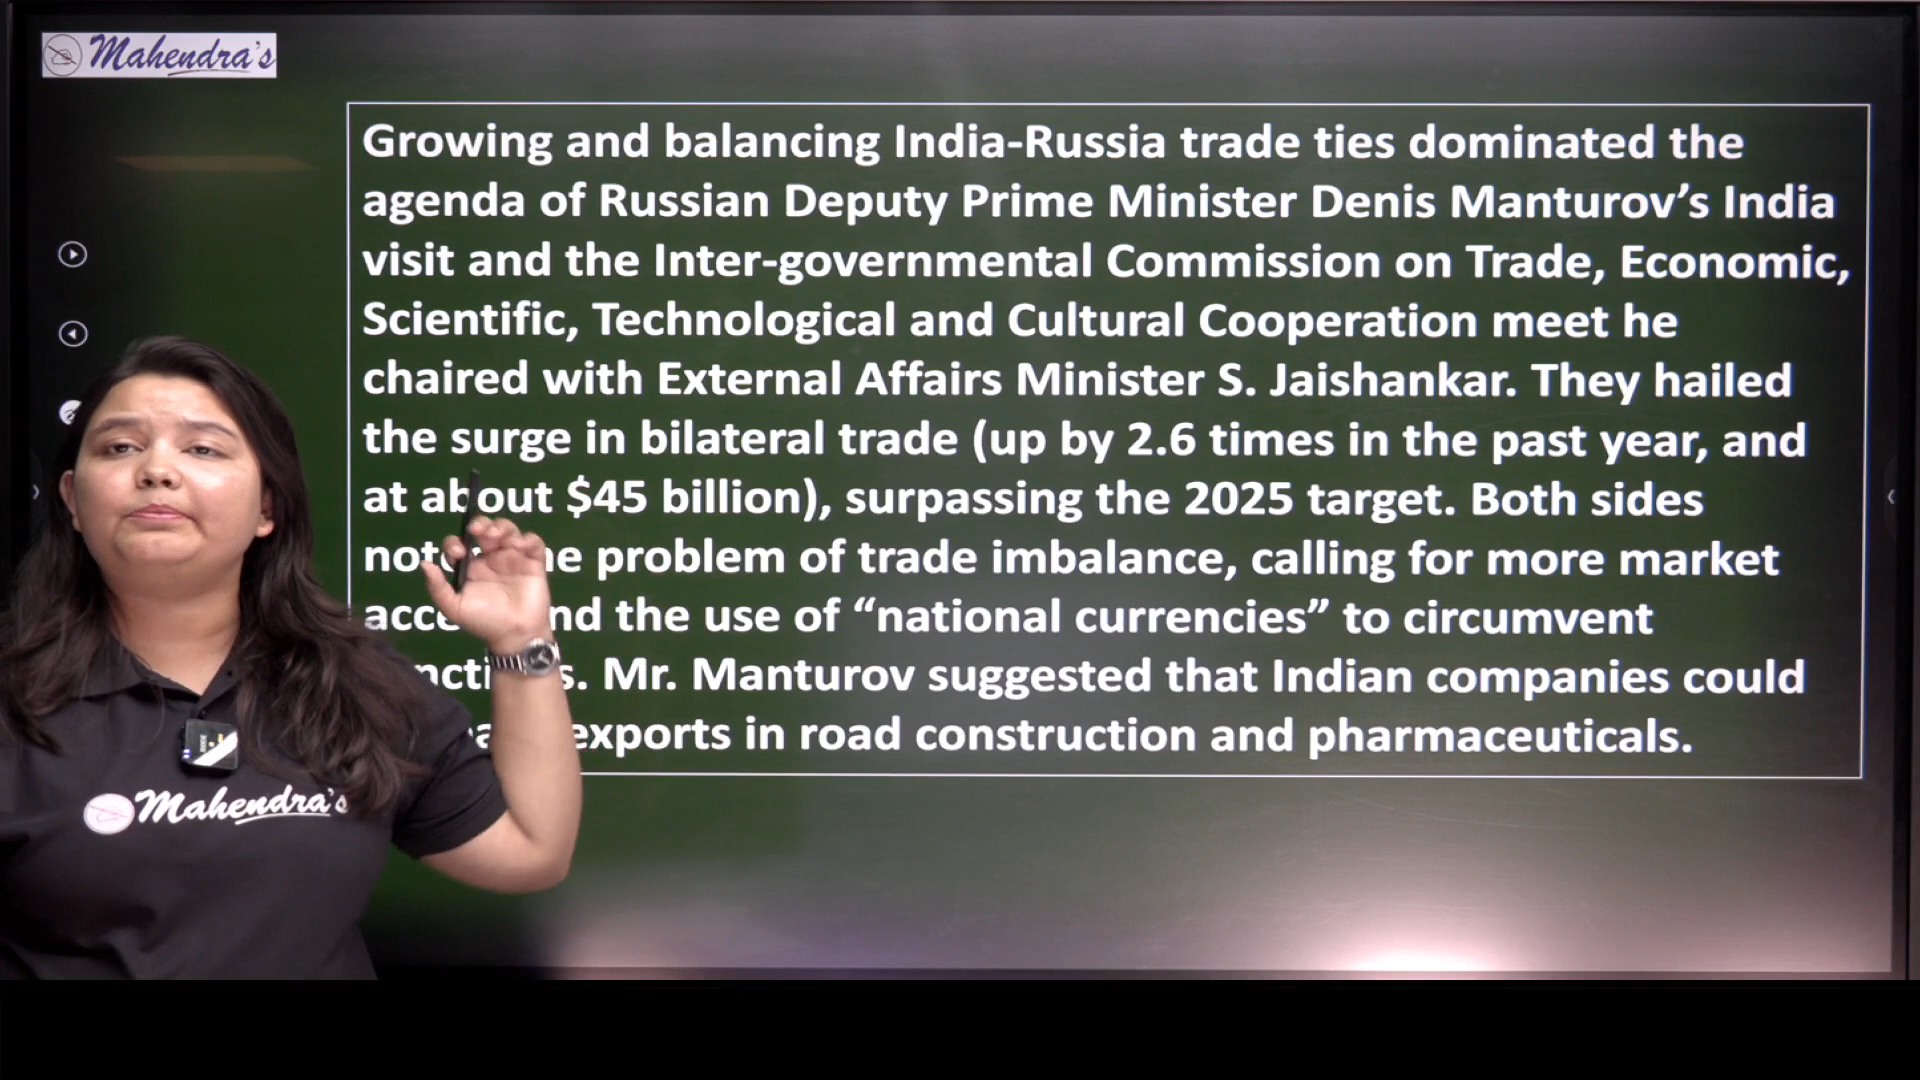 Mahendra's
Growing and balancing India-Russia trade ties dominated the
agenda of Russian Deputy Prime Minister Denis Manturov's India
visit and the Inter-governmental Commission on Trade, Economic,
Scientific, Technological and Cultural Cooperation meet he
chaired with External Affairs Minister S. Jaishankar. They hailed
the surge in bilateral trade (up by 2.6 times in the past year, and
at about $45 billion), surpassing the 2025 target. Both sides
problem of trade imbalance, calling for more market
the use of “national currencies” to circumvent
Mr. Manturov suggested that Indian companies could
exports in road construction and pharmaceuticals.
Mahendra's